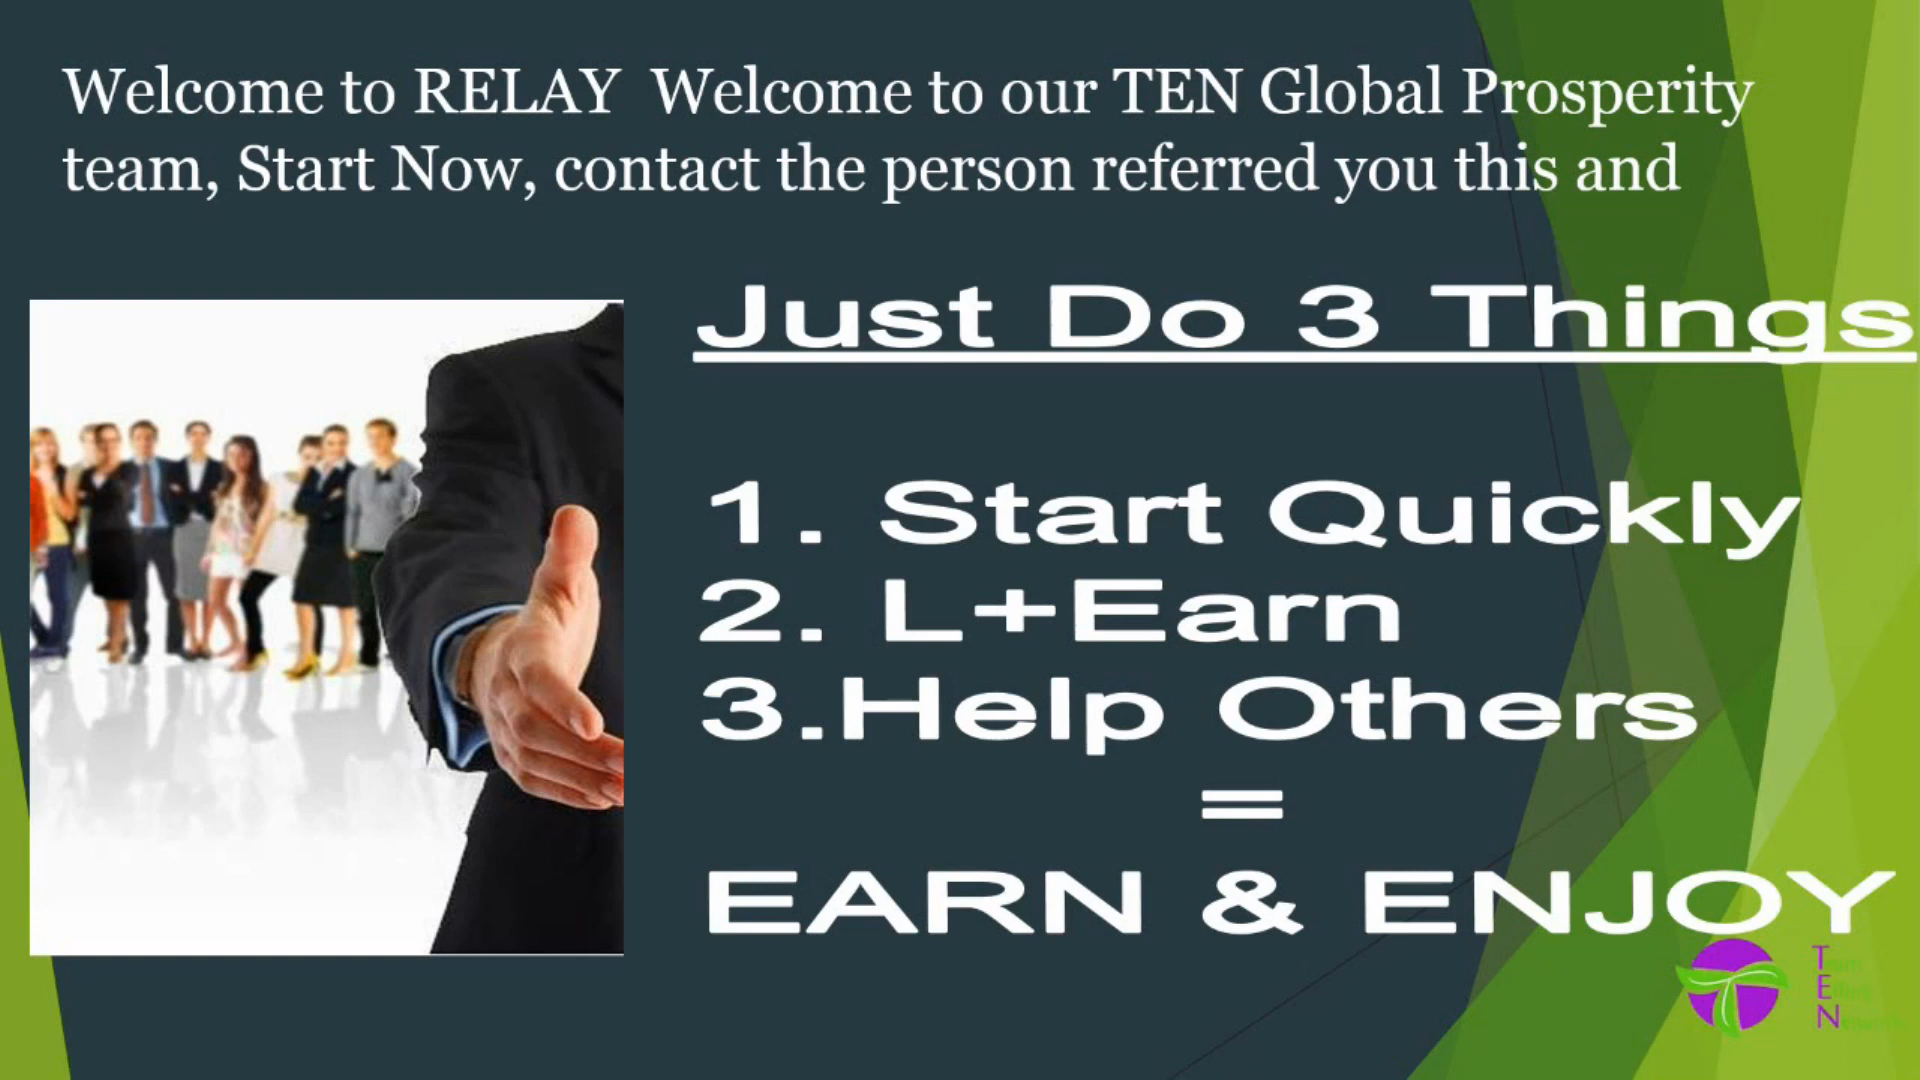 Welcome to RELAY  Welcome to our TEN Global Prosperity
team, Start Now, contact the person referred you this and
Just Do 3 Things
1. Start Quickly
2. L+Earn
3.Help Others
=
EARN & ENJOY
T
E
N